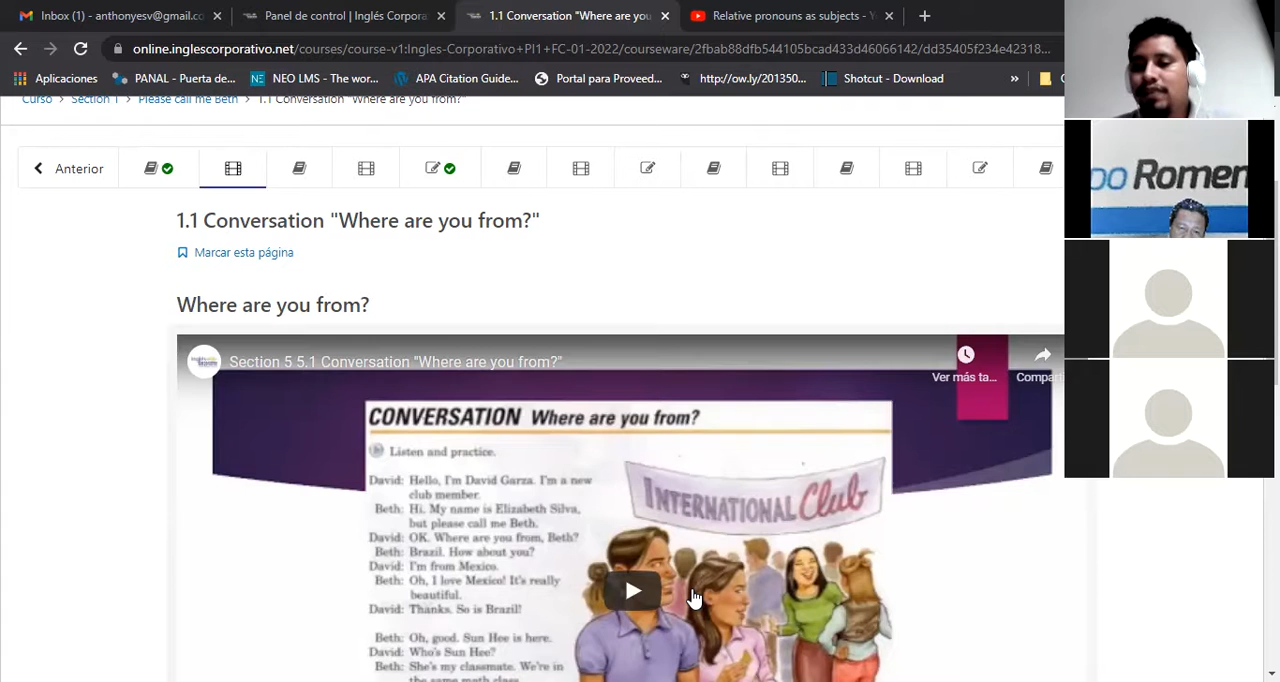 Inbox (1) - anthonyesv@gmail.co
Panel de control | Inglés Corpora
1.1 Conversation "Where are you
Relative pronouns as subjects - Y
online.inglescorporativo.net/courses/course-v1:Ingles-Corporativo+PI1+FC-01-2022/courseware/2fbab88dfb544105bcad433d46066142/dd35405f234e42318...
Aplicaciones
PANAL - Puerta de...
NEO LMS - The wor...
APA Citation Guide...
Portal para Proveed...
http://ow.ly/201350...
Shotcut - Download
»
Curso > Section 1 > Please call me Beth > 1.1 Conversation "Where are you from?"
Anterior
1.1 Conversation "Where are you from?"
Marcar esta página
Where are you from?
Section 5 5.1 Conversation "Where are you from?"
Ver más ta...
Compart
CONVERSATION Where are you from?
Listen and practice.
David: Hello, I'm David Garza. I'm a new
club member.
Beth: Hi. My name is Elizabeth Silva,
but please call me Beth.
David: OK. Where are you from, Beth?
Beth: Brazil. How about you?
David: I'm from Mexico.
Beth: Oh, I love Mexico! It's really
beautiful.
David: Thanks. So is Brazil!
Beth: Oh, good. Sun Hee is here.
David: Who's Sun Hee?
Beth: She's my classmate. We're in
the same math class.
INTERNATIONAL Club
oo Romen